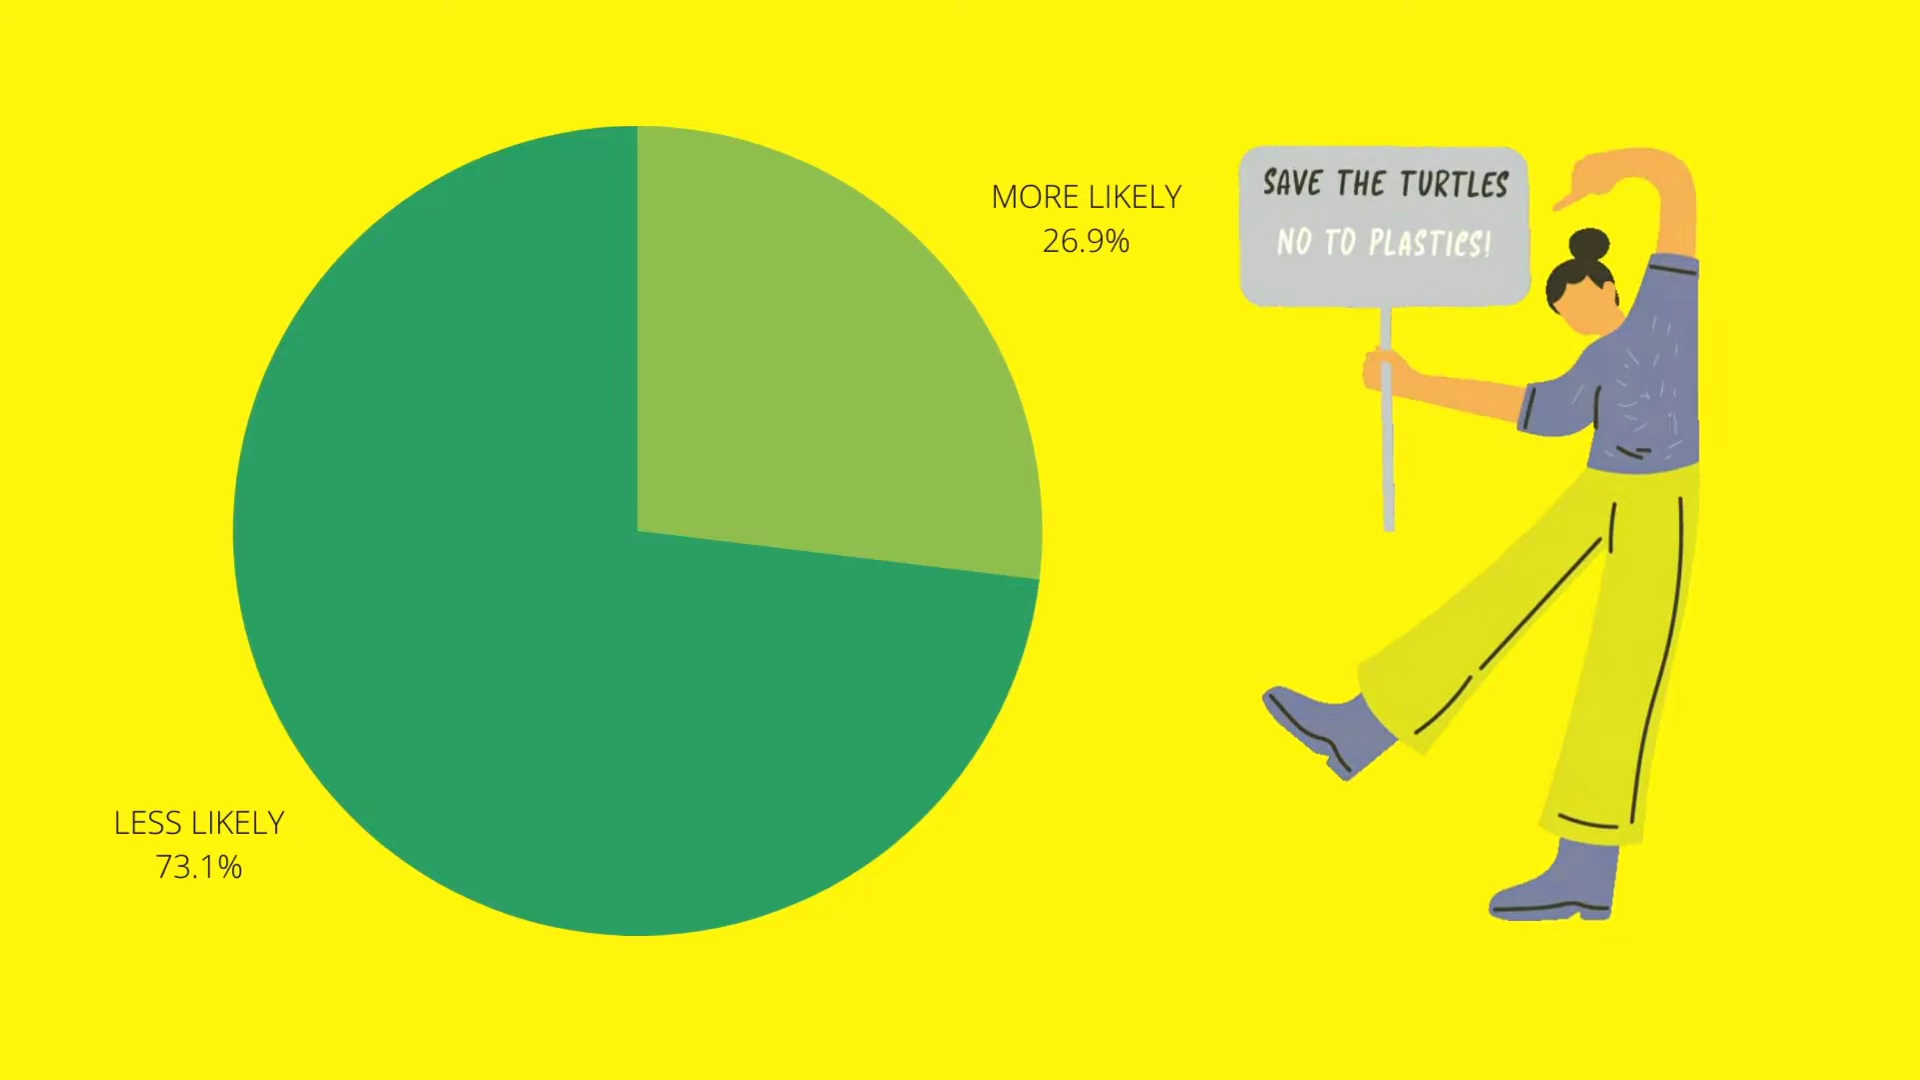 MORE LIKELY
26.9%
SAVE THE TURTLES
NO TO PLASTICS!
LESS LIKELY
73.1%